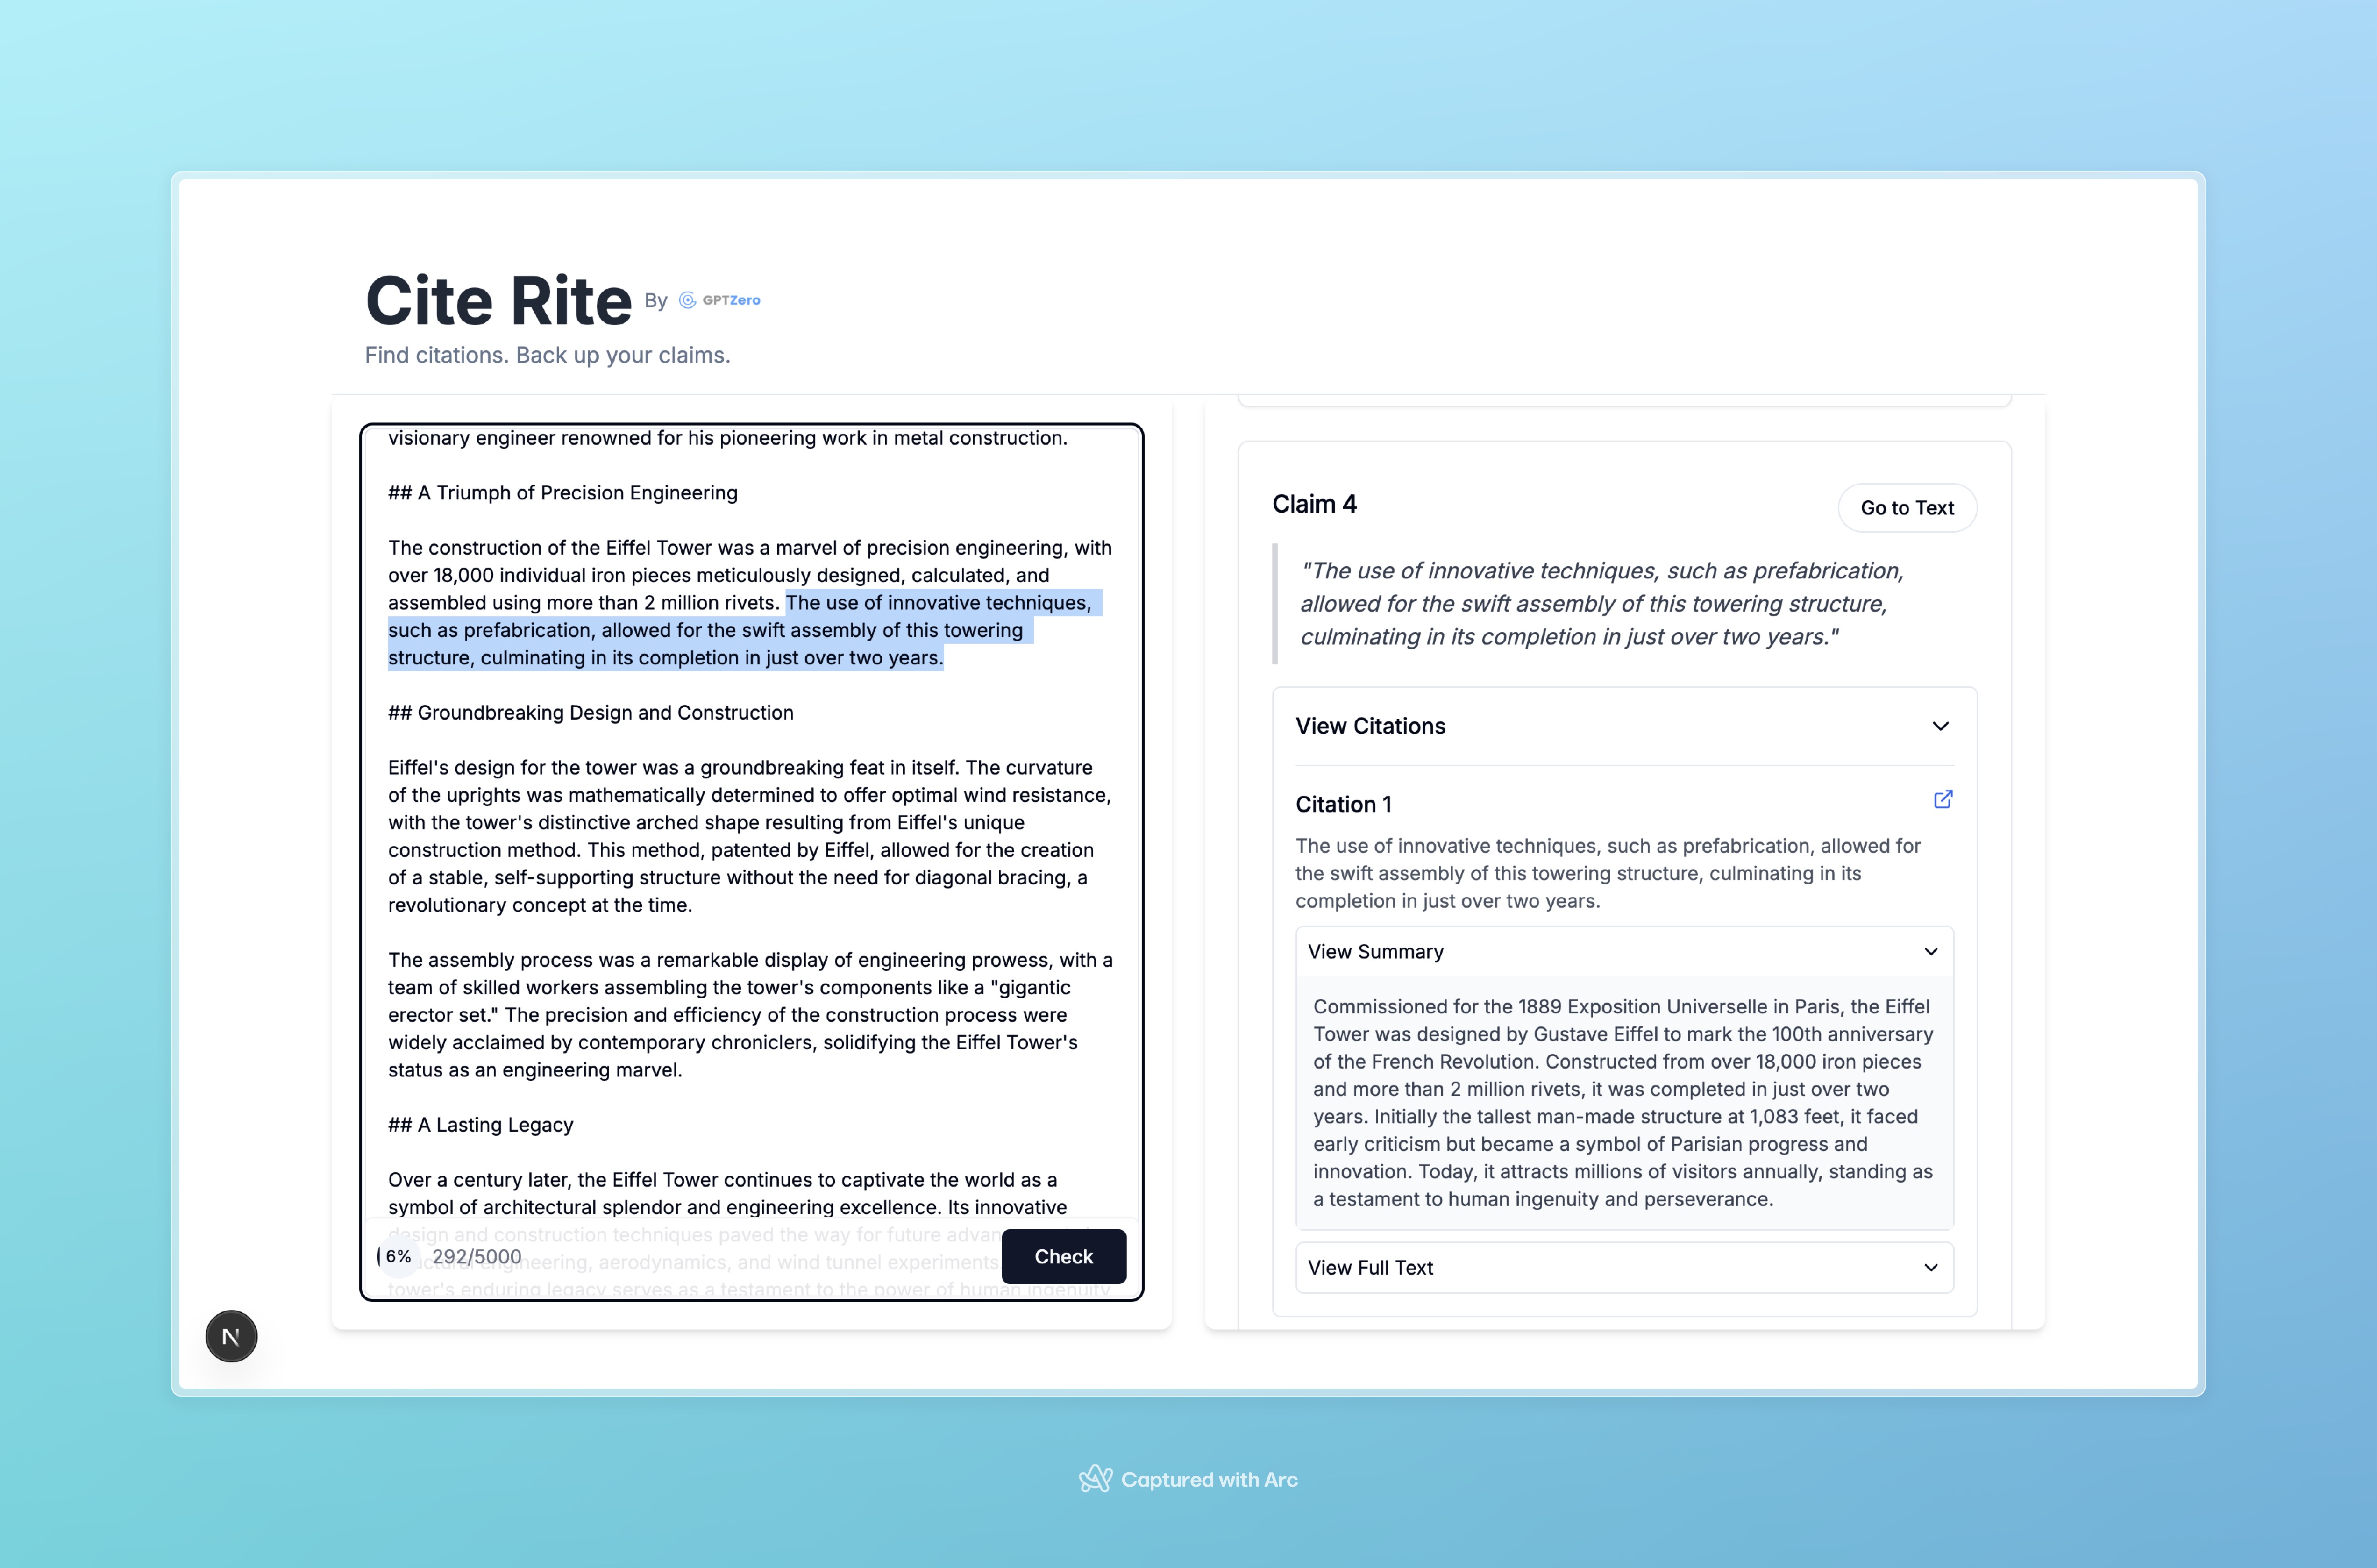 Cite Rite By GPTZero
Find citations. Back up your claims.
visionary engineer renowned for his pioneering work in metal construction.
## A Triumph of Precision Engineering
The construction of the Eiffel Tower was a marvel of precision engineering, with
over 18,000 individual iron pieces meticulously designed, calculated, and
assembled using more than 2 million rivets. The use of innovative techniques,
such as prefabrication, allowed for the swift assembly of this towering
structure, culminating in its completion in just over two years.
## Groundbreaking Design and Construction
Eiffel's design for the tower was a groundbreaking feat in itself. The curvature
of the uprights was mathematically determined to offer optimal wind resistance,
with the tower's distinctive arched shape resulting from Eiffel's unique
construction method. This method, patented by Eiffel, allowed for the creation
of a stable, self-supporting structure without the need for diagonal bracing, a
revolutionary concept at the time.
The assembly process was a remarkable display of engineering prowess, with a
team of skilled workers assembling the tower's components like a "gigantic
erector set." The precision and efficiency of the construction process were
widely acclaimed by contemporary chroniclers, solidifying the Eiffel Tower's
status as an engineering marvel.
## A Lasting Legacy
Over a century later, the Eiffel Tower continues to captivate the world as a
symbol of architectural splendor and engineering excellence. Its innovative
design and construction techniques paved the way for future
engineering, aerodynamics, and wind tunnel experiments
tower's enduring legacy serves as a testament to the power of human ingenuity
6% 292/5000
Check
Claim 4
Go to Text
"The use of innovative techniques, such as prefabrication,
allowed for the swift assembly of this towering structure,
culminating in its completion in just over two years."
View Citations
Citation 1
The use of innovative techniques, such as prefabrication, allowed for
the swift assembly of this towering structure, culminating in its
completion in just over two years.
View Summary
Commissioned for the 1889 Exposition Universelle in Paris, the Eiffel
Tower was designed by Gustave Eiffel to mark the 100th anniversary
of the French Revolution. Constructed from over 18,000 iron pieces
and more than 2 million rivets, it was completed in just over two
years. Initially the tallest man-made structure at 1,083 feet, it faced
early criticism but became a symbol of Parisian progress and
innovation. Today, it attracts millions of visitors annually, standing as
a testament to human ingenuity and perseverance.
View Full Text
N
Captured with Arc